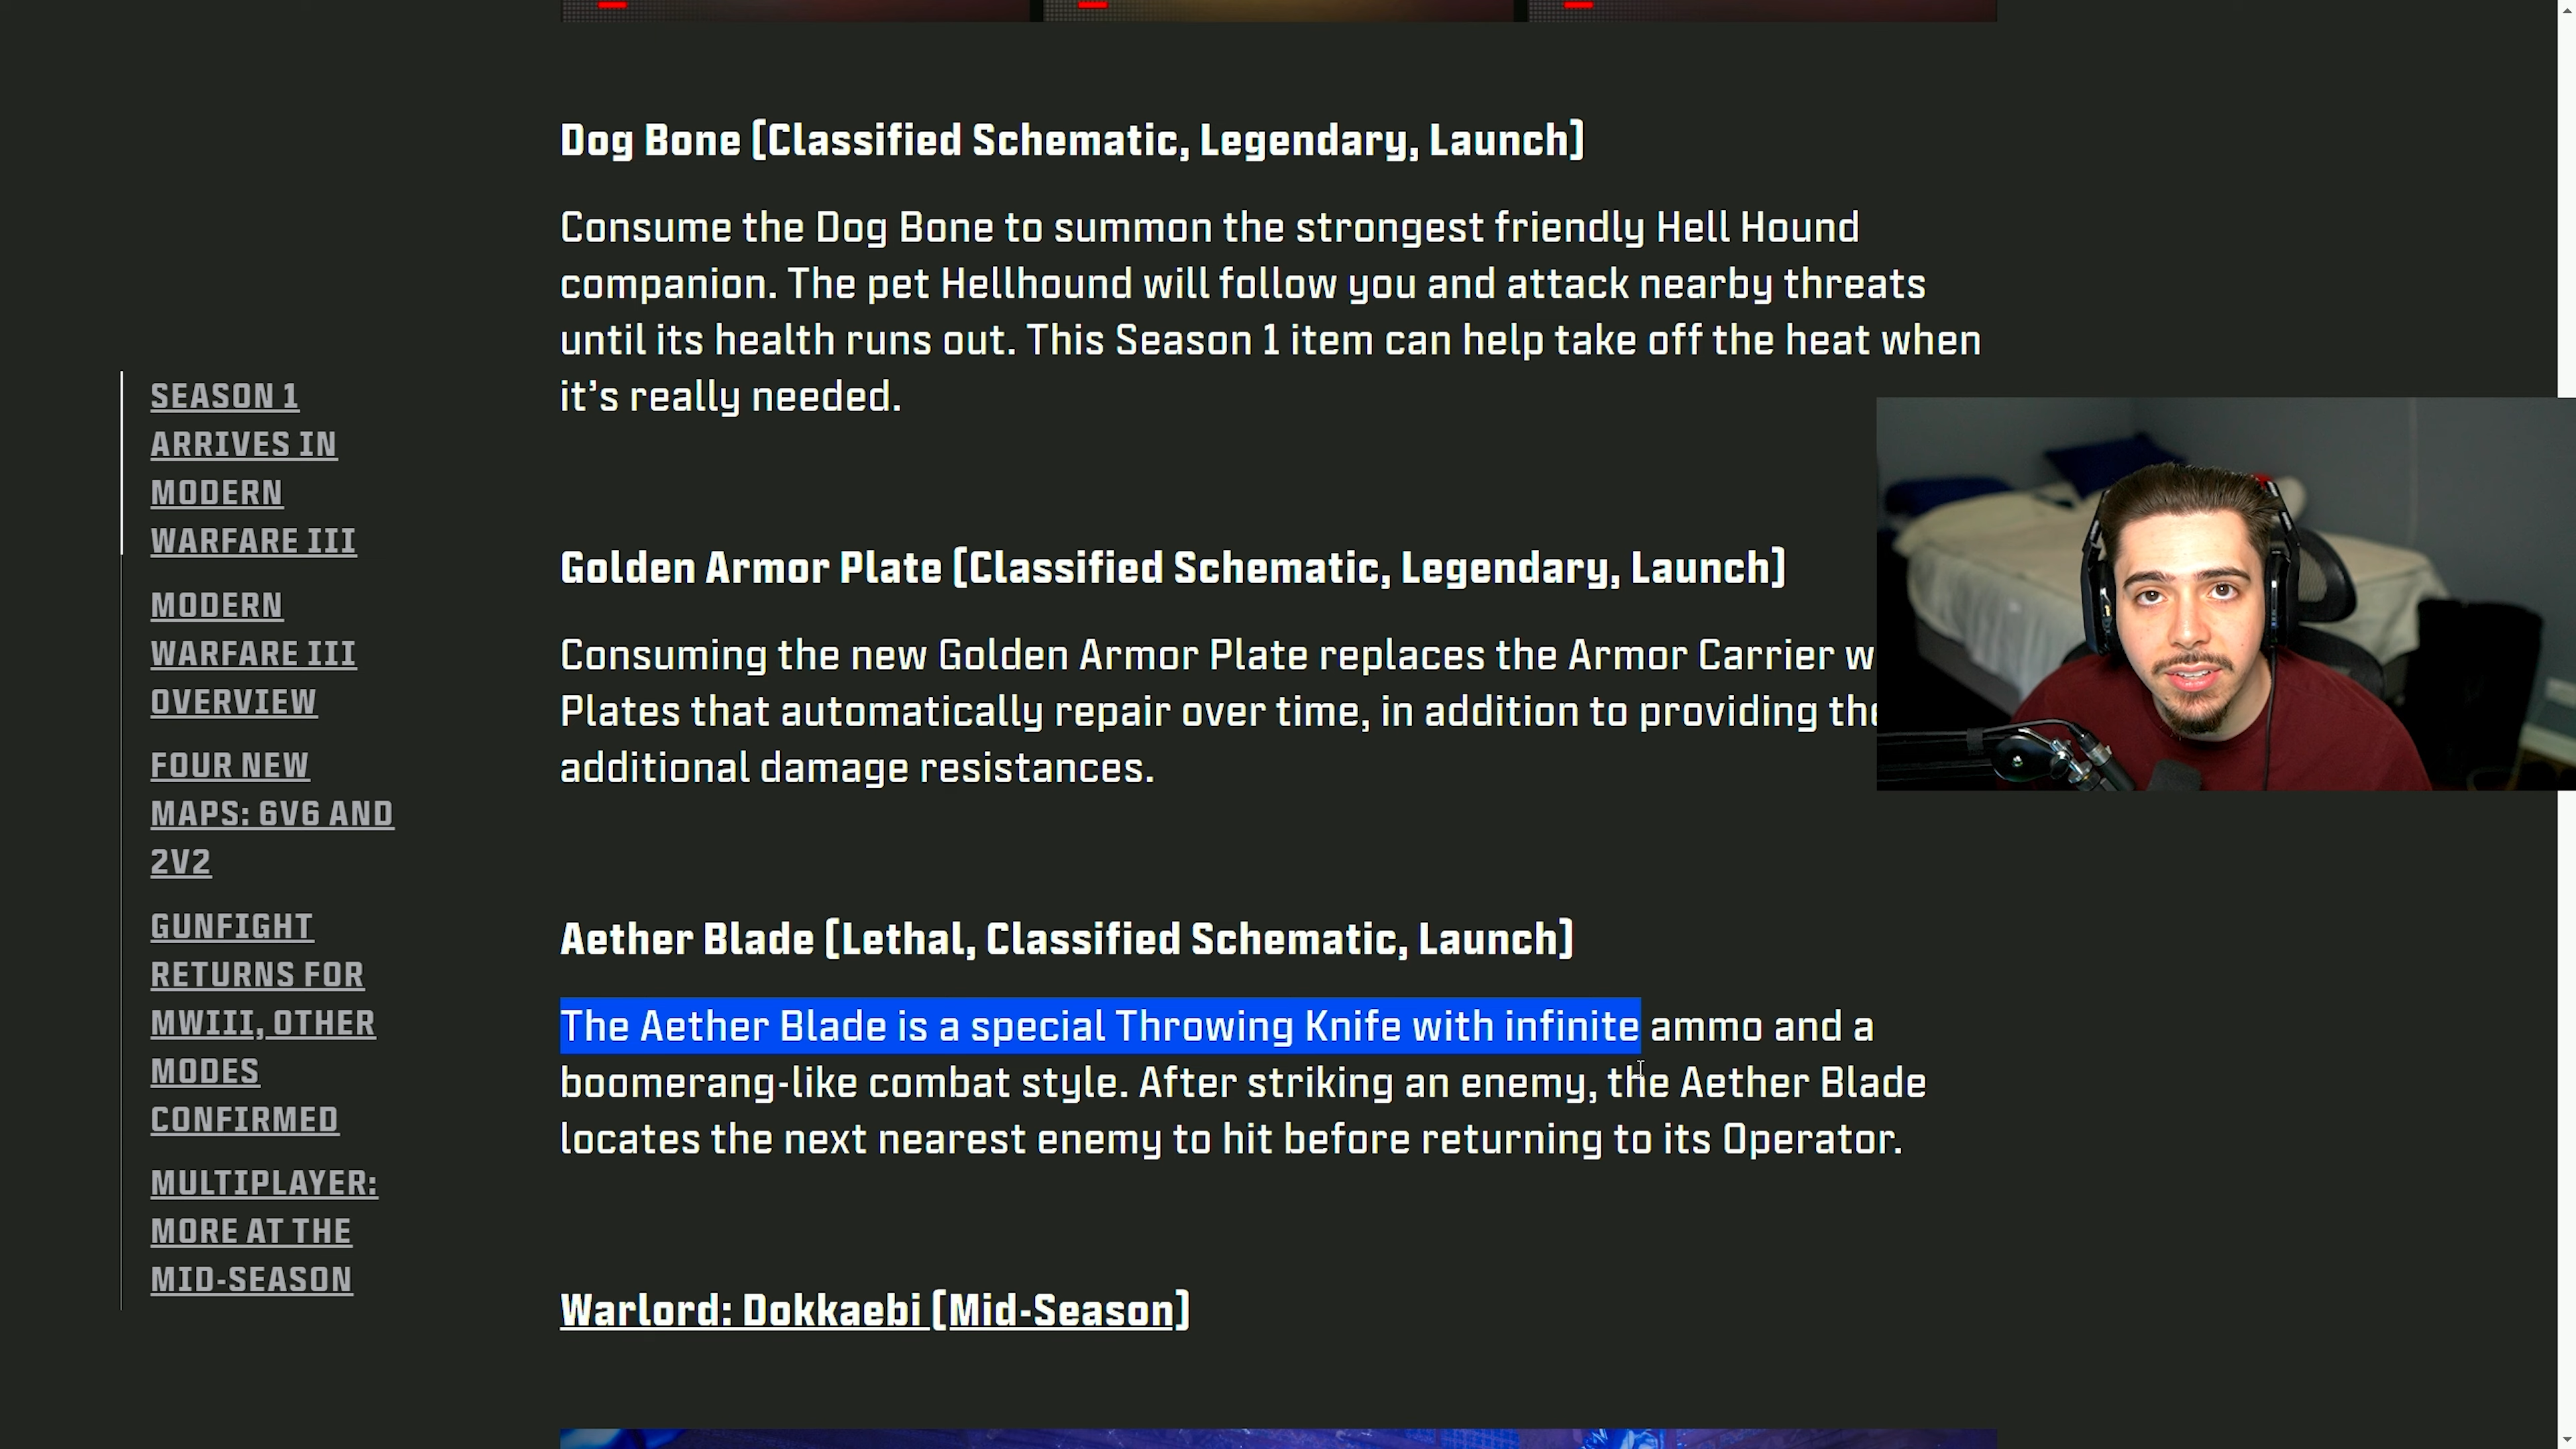 Dog Bone (Classified Schematic, Legendary, Launch)
Consume the Dog Bone to summon the strongest friendly Hell Hound
companion. The pet Hellhound will follow you and attack nearby threats
until its health runs out. This Season 1 item can help take off the heat when
it’s really needed.
SEASON 1
ARRIVES IN
MODERN
WARFARE III
MODERN
WARFARE III
OVERVIEW
FOUR NEW
MAPS: 6V6 AND
2V2
GUNFIGHT
RETURNS FOR
MWIII, OTHER
MODES
CONFIRMED
MULTIPLAYER:
MORE AT THE
MID-SEASON
Golden Armor Plate (Classified Schematic, Legendary, Launch)
Consuming the new Golden Armor Plate replaces the Armor Carrier
Plates that automatically repair over time, in addition to providing
additional damage resistances.
Aether Blade (Lethal, Classified Schematic, Launch)
The Aether Blade is a special Throwing Knife with infinite ammo and a
boomerang-like combat style. After striking an enemy, the Aether Blade
locates the next nearest enemy to hit before returning to its Operator.
Warlord: Dokkaebi (Mid-Season)